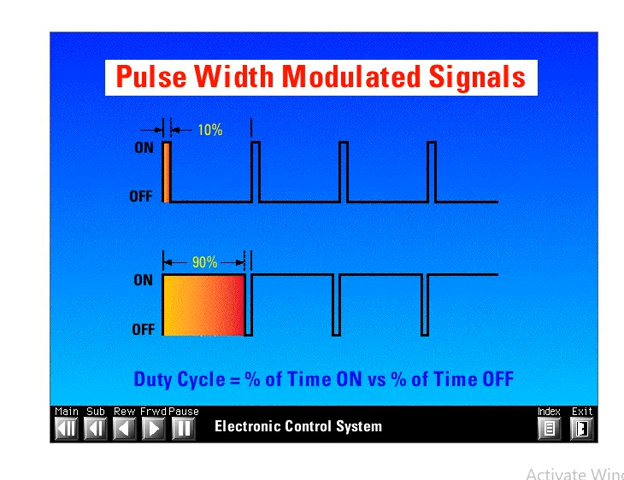 Pulse Width Modulated Signals
10%
ON
OFF
90%
ON
OFF
Duty Cycle = % of Time ON vs % of Time OFF
Main Sub Rew Frwd Pause Index Exit
Electronic Control System
Activate Wind